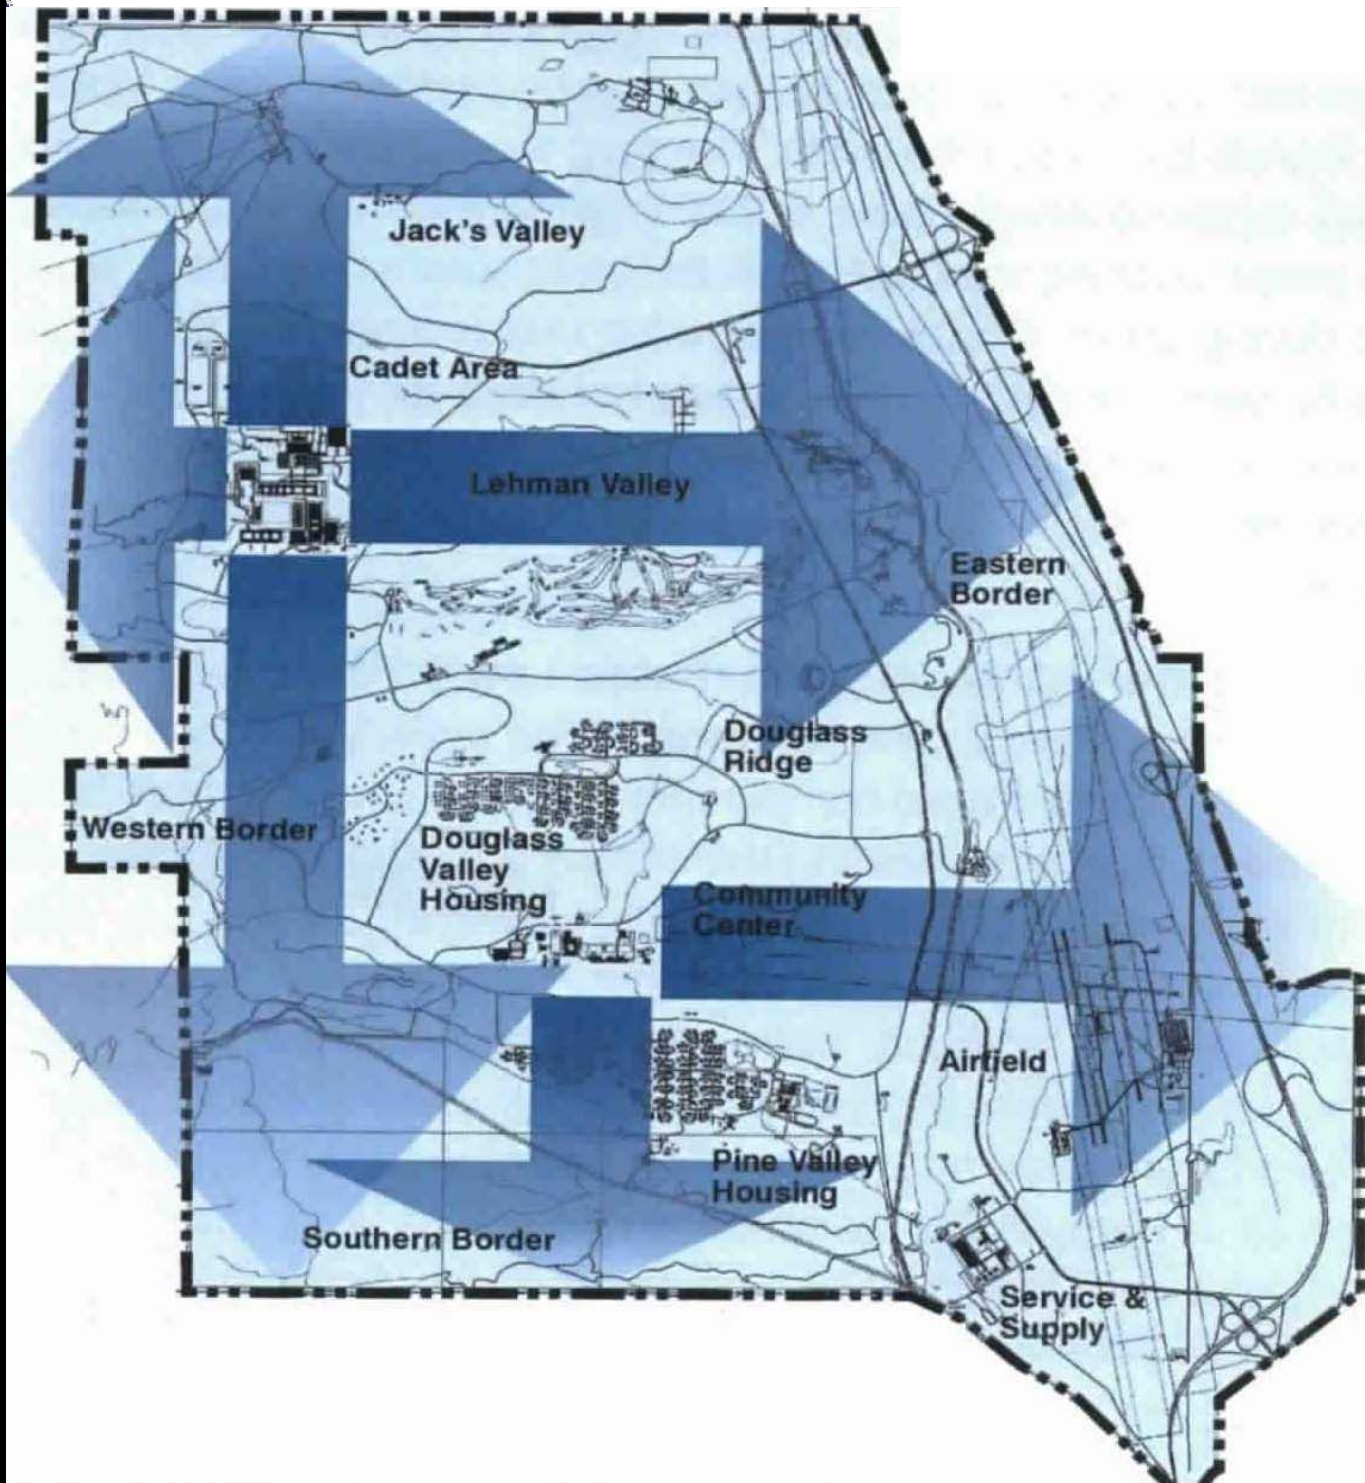 Jack's Valley
Cadet Area
Lehman Valley
Eastern
Border
Douglass
Ridge
Western Border
Douglass
Valley
Housing
Community
Center
Airfield
Pine Valley
Housing
Southern Border
Service &
Supply